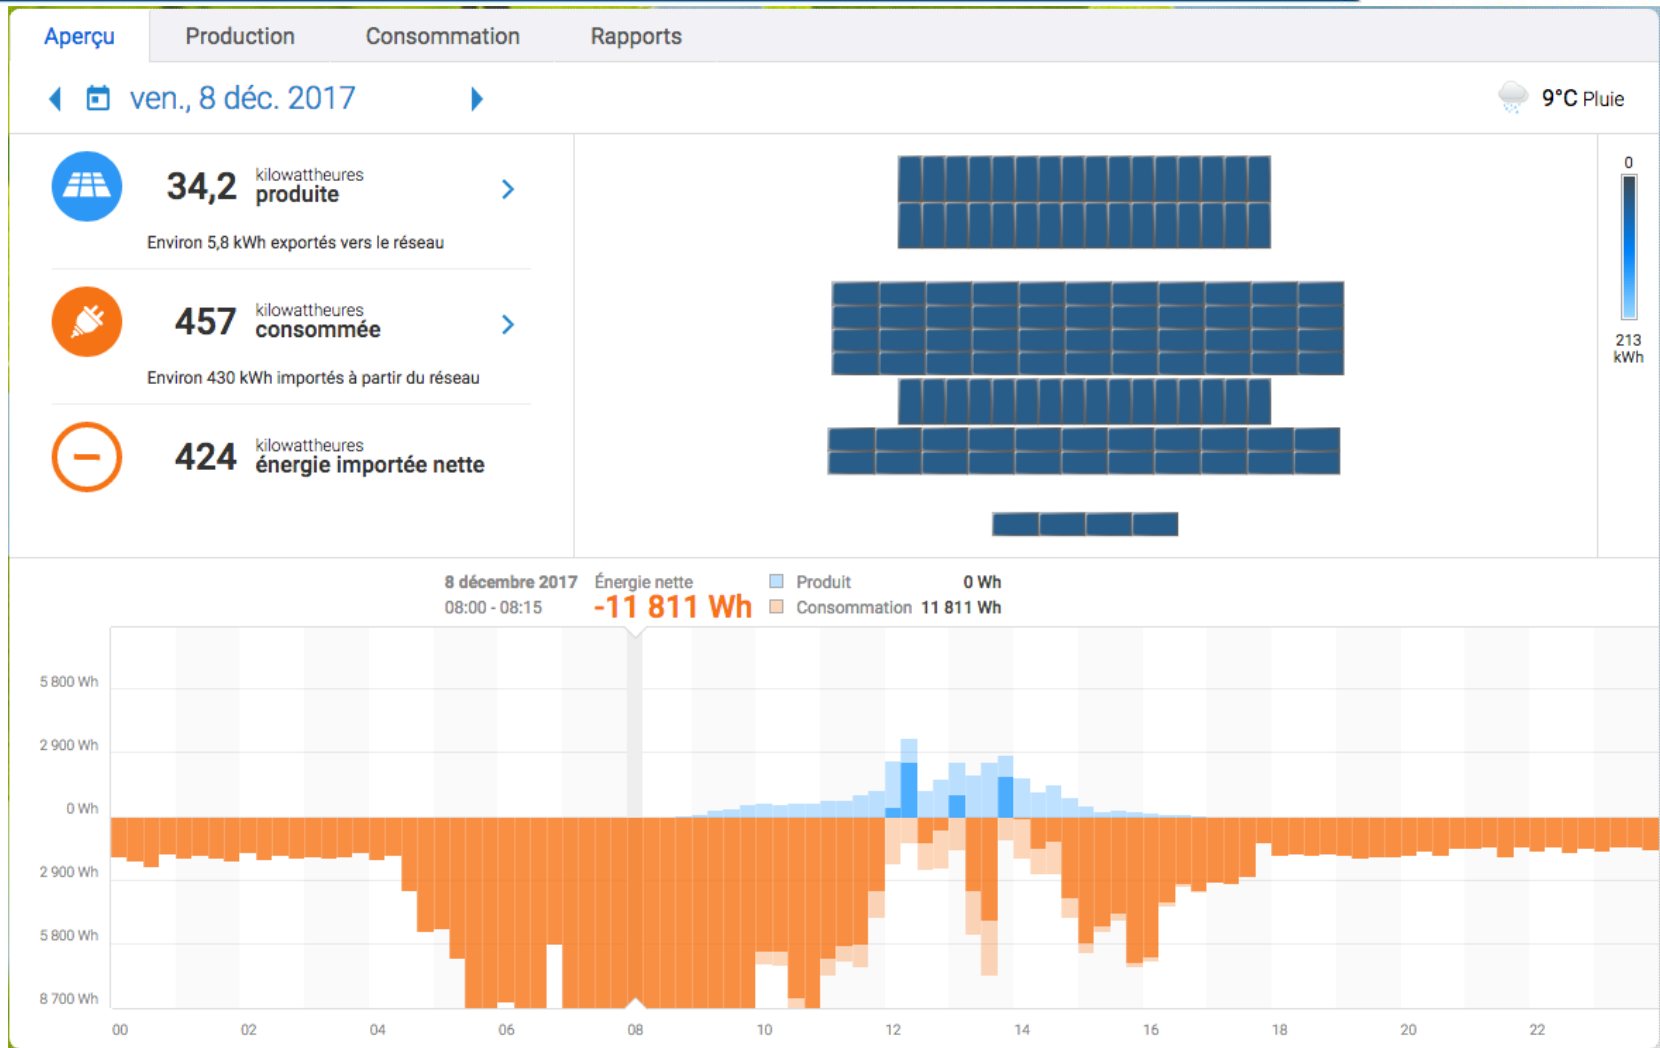 Aperçu Production Consommation Rapports
ven., 8 déc. 2017
9°C Pluie
34,2 kilowattheures produite
Environ 5,8 kWh exportés vers le réseau
457 kilowattheures consommée
Environ 430 kWh importés à partir du réseau
424 kilowattheures énergie importée nette
0
213
kWh
8 décembre 2017 Énergie nette Produit 0 Wh
08:00 - 08:15 -11 811 Wh Consommation 11 811 Wh
5 800 Wh
2 900 Wh
0 Wh
2 900 Wh
5 800 Wh
8 700 Wh
00 02 04 06 08 10 12 14 16 18 20 22